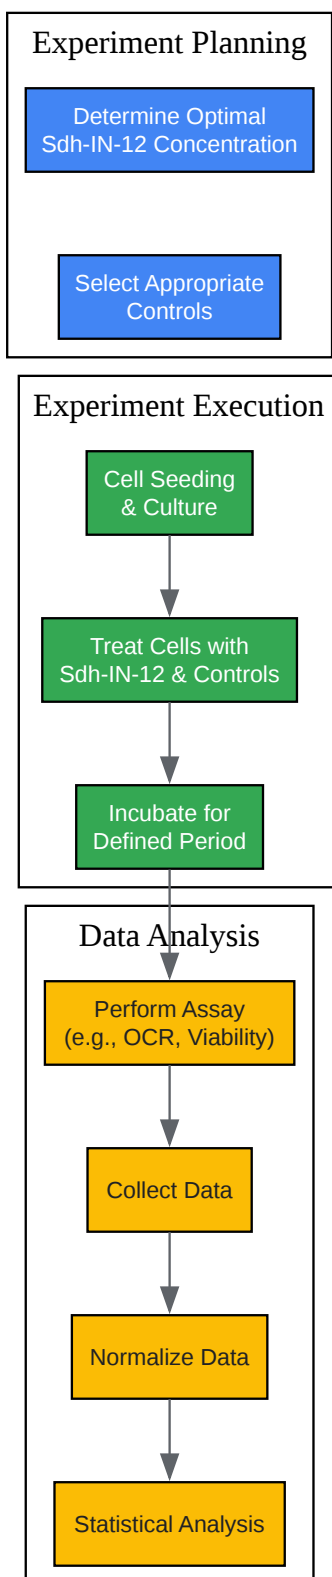 Experiment Planning
Determine Optimal
Sdh-IN-12 Concentration
Select Appropriate
Controls
Experiment Execution
Cell Seeding
& Culture
Treat Cells with
Sdh-IN-12 & Controls
Incubate for
Defined Period
Data Analysis
Perform Assay
(e.g., OCR, Viability)
Collect Data
Normalize Data
Statistical Analysis